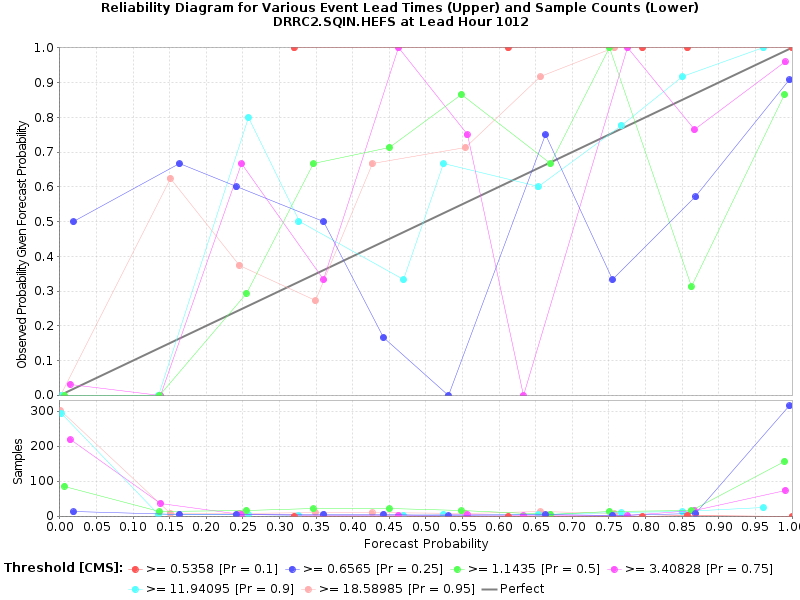 Reliability Diagram for Various Event Lead Times (Upper) and Sample Counts (Lower)
DRRC2.SQIN.HEFS at Lead Hour 1012
Observed Probability Given Forecast Probability
1.0
0.9
0.8
0.7
0.6
0.5
0.4
0.3
0.2
0.1
0.0
Samples
300
200
100
0
0.00 0.05 0.10 0.15 0.20 0.25 0.30 0.35 0.40 0.45 0.50 0.55 0.60 0.65 0.70 0.75 0.80 0.85 0.90 0.95 1.00
Forecast Probability
Threshold [CMS]: >= 0.5358 [Pr = 0.1] >= 0.6565 [Pr = 0.25] >= 1.1435 [Pr = 0.5] >= 3.40828 [Pr = 0.75]
>= 11.94095 [Pr = 0.9] >= 18.58985 [Pr = 0.95] Perfect